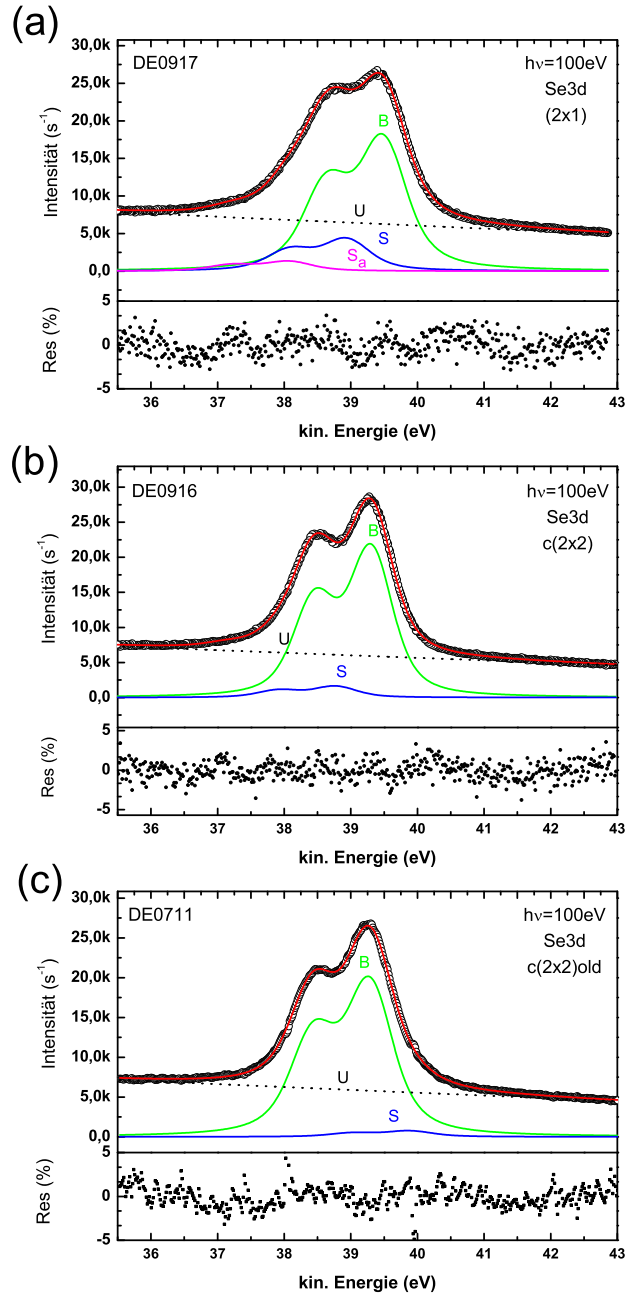 (a)
30,0k
25,0k
20,0k
15,0k
10,0k
5,0k
0,0
Intensität (s⁻¹)
DE0917
hν=100eV
Se3d
(2x1)
B
U
S
Sₐ
5
0
-5
Res (%)
36 37 38 39 40 41 42 43
kin. Energie (eV)
(b)
30,0k
25,0k
20,0k
15,0k
10,0k
5,0k
0,0
Intensität (s⁻¹)
DE0916
hν=100eV
Se3d
c(2x2)
B
U
S
5
0
-5
Res (%)
36 37 38 39 40 41 42 43
kin. Energie (eV)
(c)
30,0k
25,0k
20,0k
15,0k
10,0k
5,0k
0,0
Intensität (s⁻¹)
DE0711
hν=100eV
Se3d
c(2x2)old
B
U
S
5
0
-5
Res (%)
36 37 38 39 40 41 42 43
kin. Energie (eV)